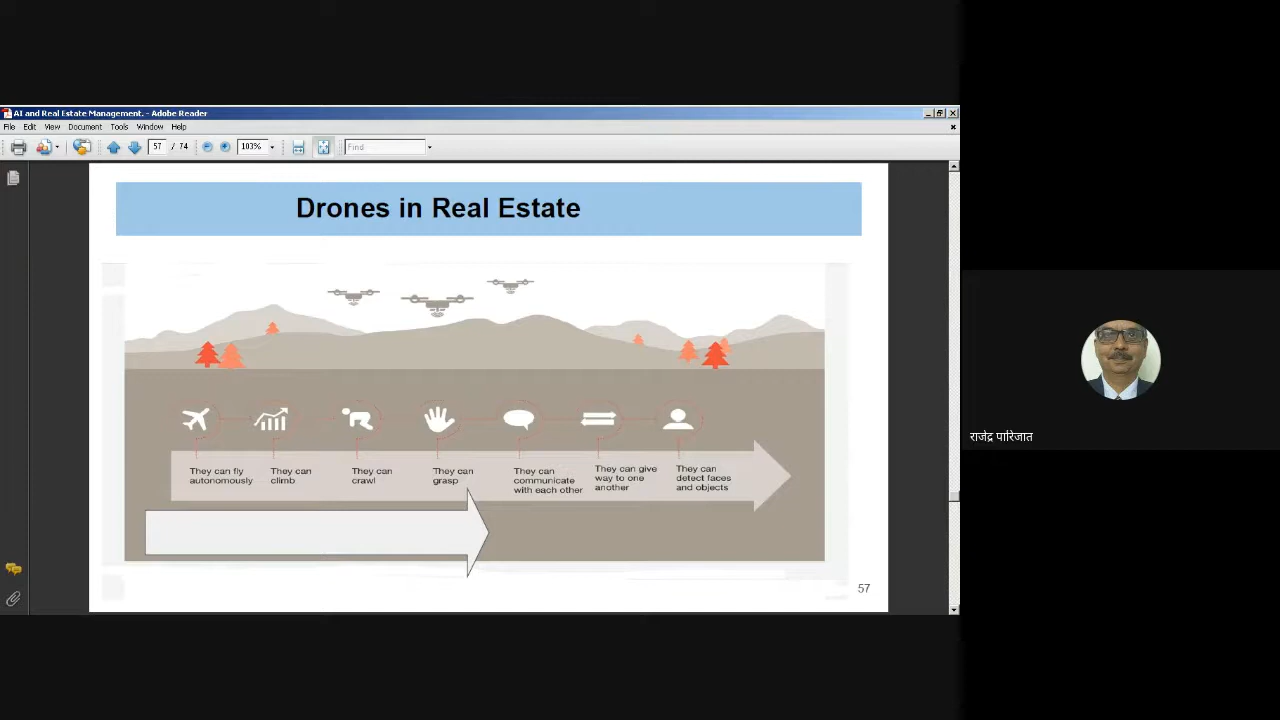 AI and Real Estate Management. - Adobe Reader
File Edit View Document Tools Window Help
57 / 74 103% Find
Drones in Real Estate
They can fly
autonomously
They can
climb
They can
crawl
They can
grasp
They can
communicate
with each other
They can give
way to one
another
They can
detect faces
and objects
57
राजेंद्र पारिजात